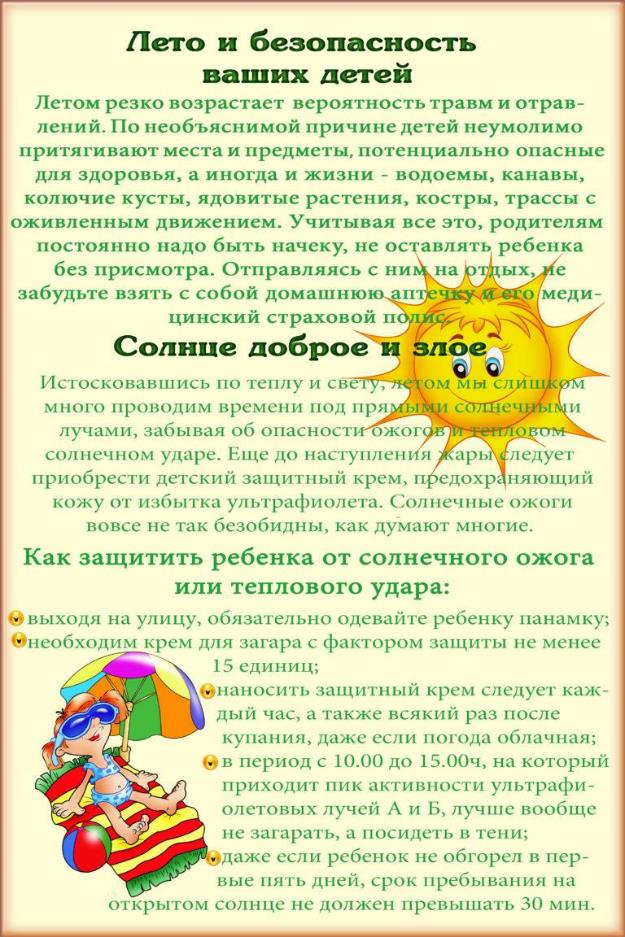 Лето и безопасность
ваших детей
Летом резко возрастает вероятность травм и отрав-
лений. По необъяснимой причине детей неумолимо
притягивают места и предметы, потенциально опасные
для здоровья, а иногда и жизни - водоемы, канавы,
колючие кусты, ядовитые растения, костры, трассы с
оживленным движением. Учитывая все это, родителям
постоянно надо быть начеку, не оставлять ребенка
без присмотра. Отправляясь с ним на отдых, не
забудьте взять с собой домашнюю аптечку и его меди-
цинский страховой полис.
Солнце доброе и злое
Истосковавшись по теплу и свету, летом мы слишком
много проводим времени под прямыми солнечными
лучами, забывая об опасности ожогов и тепловом
солнечном ударе. Еще до наступления жары следует
приобрести детский защитный крем, предохраняющий
кожу от избытка ультрафиолета. Солнечные ожоги
вовсе не так безобидны, как думают многие.
Как защитить ребенка от солнечного ожога
или теплового удара:
выходя на улицу, обязательно одевайте ребенку панамку;
необходим крем для загара с фактором защиты не менее
15 единиц;
наносить защитный крем следует каж-
дый час, а также всякий раз после
купания, даже если погода облачная;
в период с 10.00 до 15.00ч, на который
приходит пик активности ультрафи-
олетовых лучей А и Б, лучше вообще
не загарать, а посидеть в тени;
даже если ребенок не обгорел в пер-
вые пять дней, срок пребывания на
открытом солнце не должен превышать 30 мин.